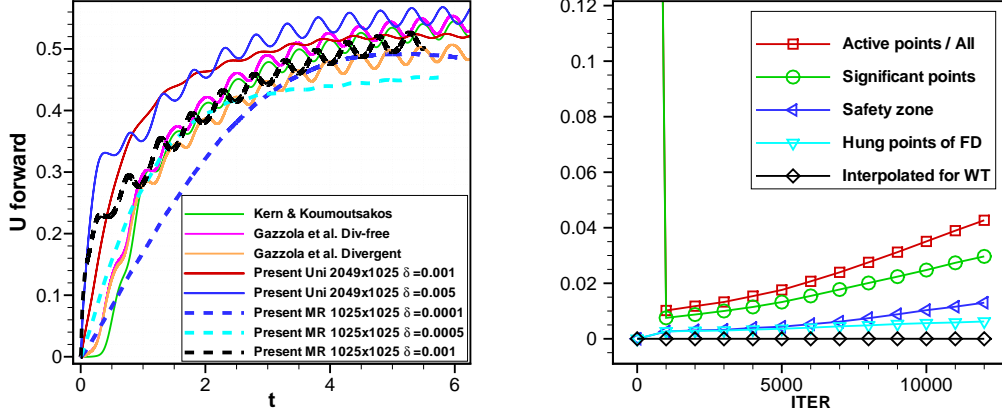 U forward
0.5
0.4
0.3
0.2
0.1
0
0
2
4
6
t
Kern & Koumoutsakos
Gazzola et al. Div-free
Gazzola et al. Divergent
Present Uni 2049x1025 δ=0.001
Present Uni 2049x1025 δ=0.005
Present MR 1025x1025 δ=0.0001
Present MR 1025x1025 δ=0.0005
Present MR 1025x1025 δ=0.001
0.12
0.1
0.08
0.06
0.04
0.02
0
0
5000
10000
ITER
Active points / All
Significant points
Safety zone
Hung points of FD
Interpolated for WT